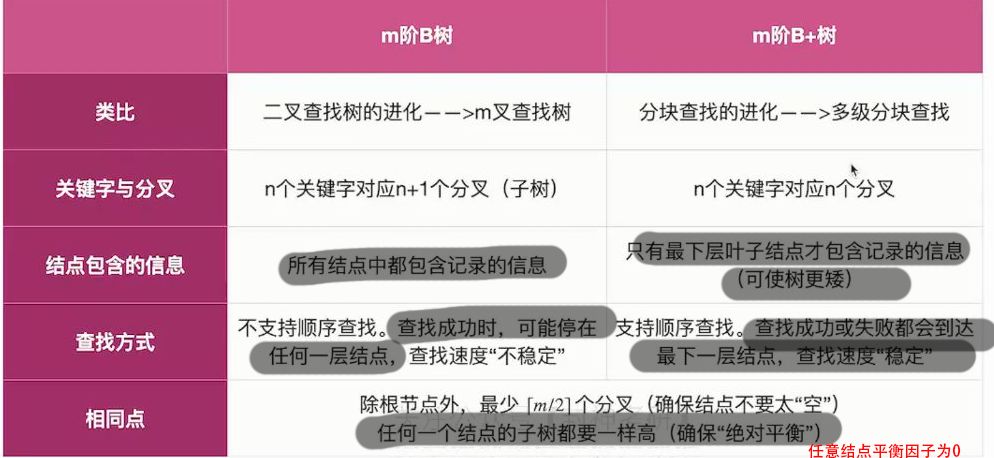 m阶B树
m阶B+树
类比
二叉查找树的进化——>m叉查找树
分块查找的进化——>多级分块查找
关键字与分叉
n个关键字对应n+1个分叉（子树）
n个关键字对应n个分叉
结点包含的信息
所有结点中都包含记录的信息
只有最下层叶子结点才包含记录的信息
（可使树更矮）
查找方式
不支持顺序查找。查找成功时，可能停在
任何一层结点，查找速度“不稳定”
支持顺序查找。查找成功或失败都会到达
最下一层结点，查找速度“稳定”
相同点
除根节点外，最少 ⌈m/2⌉个分叉（确保结点不要太“空”）
任何一个结点的子树都要一样高（确保“绝对平衡”）
任意结点平衡因子为0